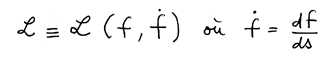 ℒ ≡ ℒ ( f , ḟ ) où ḟ = df/ds